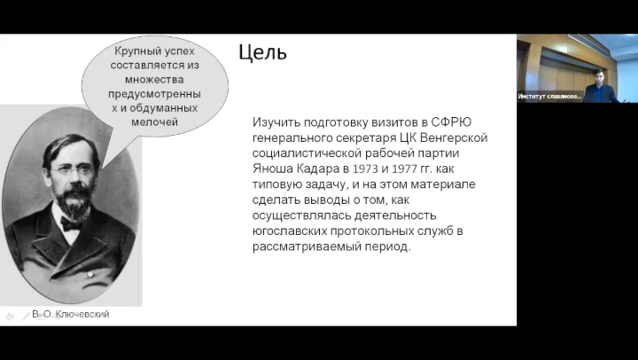 Крупный успех
составляется из
множества
предусмотренны
х и обдуманных
мелочей
Цель
Изучить подготовку визитов в СФРЮ
генерального секретаря ЦК Венгерской
социалистической рабочей партии
Яноша Кадара в 1973 и 1977 гг. как
типовую задачу, и на этом материале
сделать выводы о том, как
осуществлялась деятельность
югославских протокольных служб в
рассматриваемый период.
В. О. Ключевский
Институт славяново...